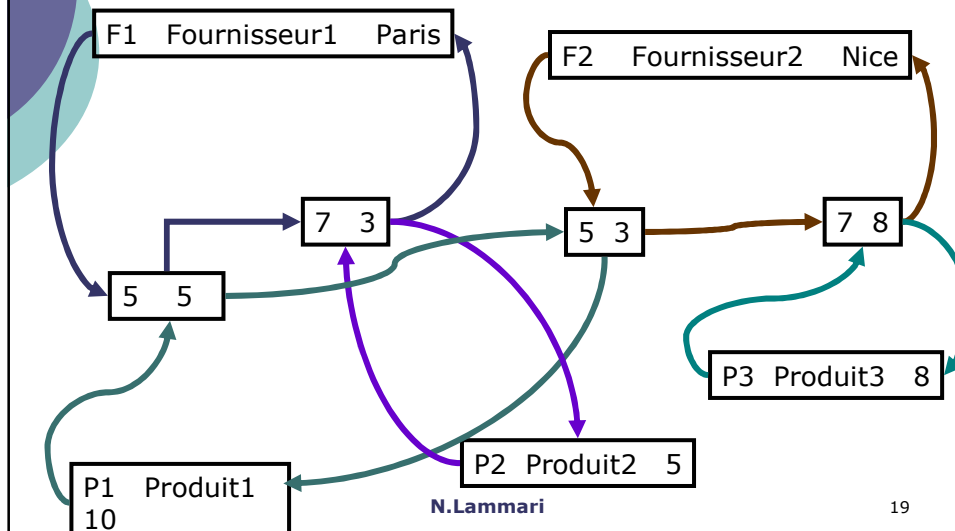 F1 Fournisseur1 Paris
F2 Fournisseur2 Nice
7 3
5 3
7 8
5 5
P3 Produit3 8
P2 Produit2 5
P1 Produit1
10
N.Lammari
19